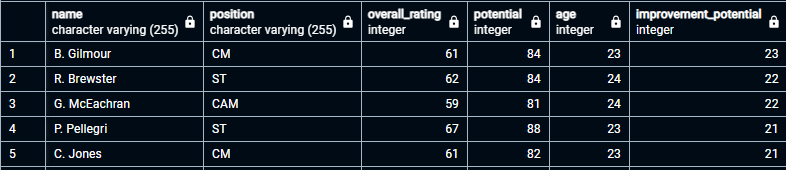 name position overall_rating potential age improvement_potential
character varying (255) character varying (255) integer integer integer integer
1 B. Gilmour CM 61 84 23 23
2 R. Brewster ST 62 84 24 22
3 G. McEachran CAM 59 81 24 22
4 P. Pellegri ST 67 88 23 21
5 C. Jones CM 61 82 23 21